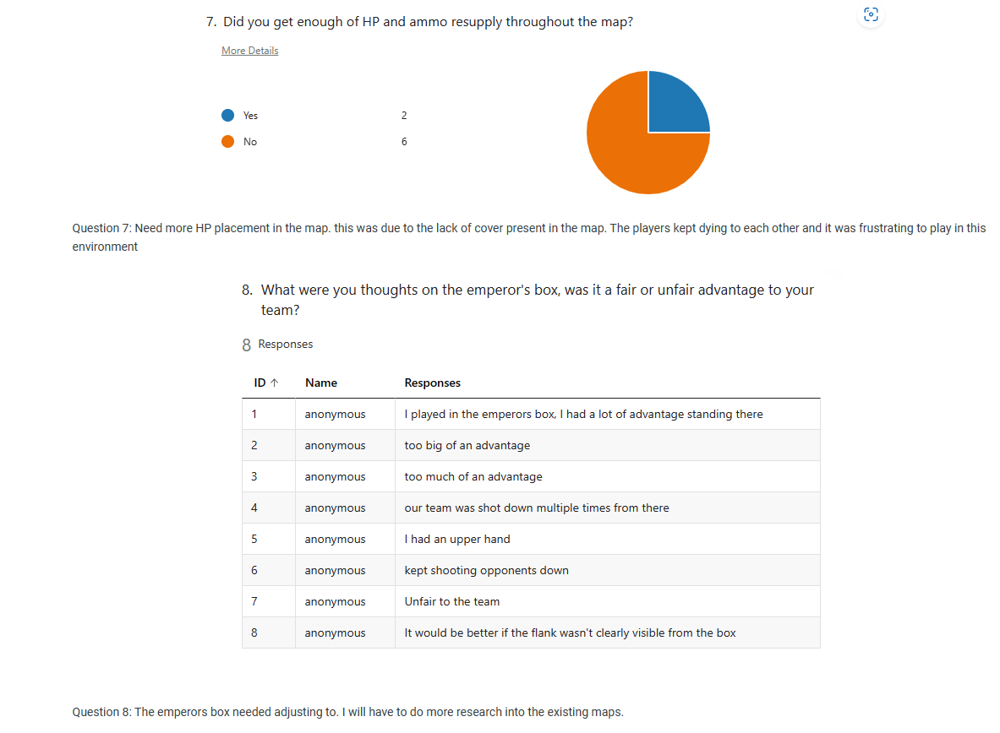 7. Did you get enough of HP and ammo resupply throughout the map?
More Details
Yes 2
No 6
Question 7: Need more HP placement in the map. this was due to the lack of cover present in the map. The players kept dying to each other and it was frustrating to play in this
environment
8. What were you thoughts on the emperor's box, was it a fair or unfair advantage to your
team?
8 Responses
ID ↑ Name Responses
1 anonymous I played in the emperors box, I had a lot of advantage standing there
2 anonymous too big of an advantage
3 anonymous too much of an advantage
4 anonymous our team was shot down multiple times from there
5 anonymous I had an upper hand
6 anonymous kept shooting opponents down
7 anonymous Unfair to the team
8 anonymous It would be better if the flank wasn't clearly visible from the box
Question 8: The emperors box needed adjusting to. I will have to do more research into the existing maps.